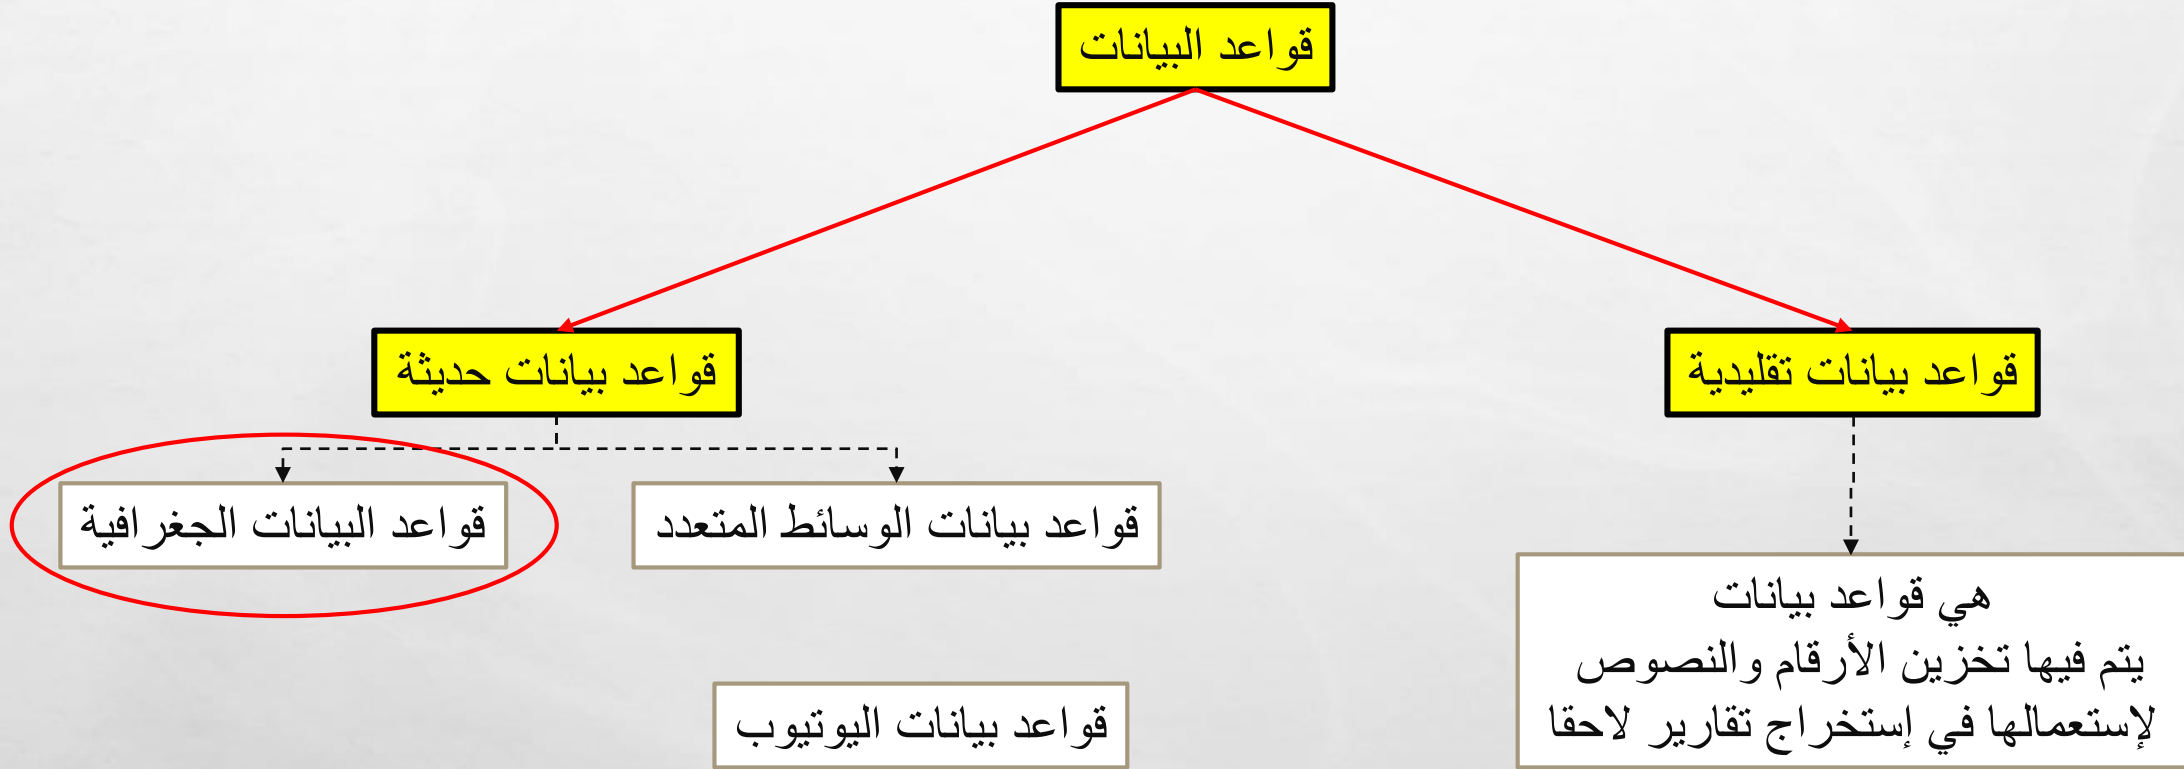 قواعد البيانات
قواعد بيانات تقليدية
قواعد بيانات حديثة
قواعد بيانات الوسائط المتعدد
قواعد البيانات الجغرافية
هي قواعد بيانات
يتم فيها تخزين الأرقام والنصوص
لإستعمالها في إستخراج تقارير لاحقا
قواعد بيانات اليوتيوب